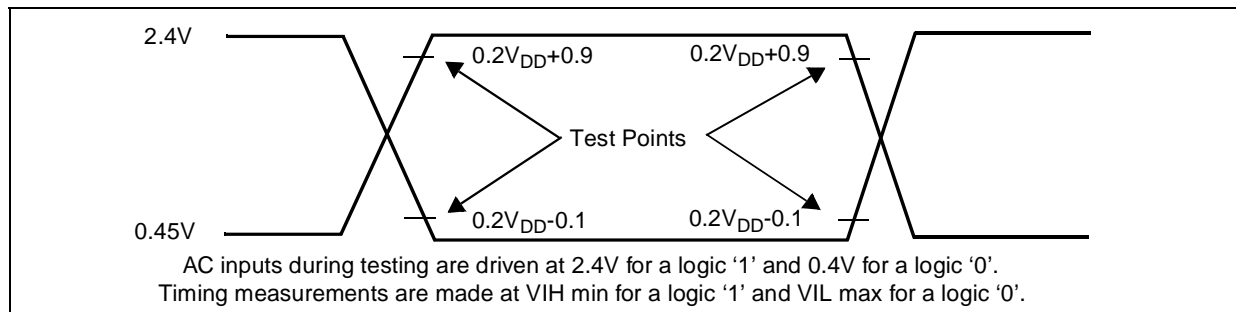 2.4V
0.2VDD+0.9 0.2VDD+0.9
Test Points
0.2VDD-0.1 0.2VDD-0.1
0.45V
AC inputs during testing are driven at 2.4V for a logic ‘1’ and 0.4V for a logic ‘0’.
Timing measurements are made at VIH min for a logic ‘1’ and VIL max for a logic ‘0’.